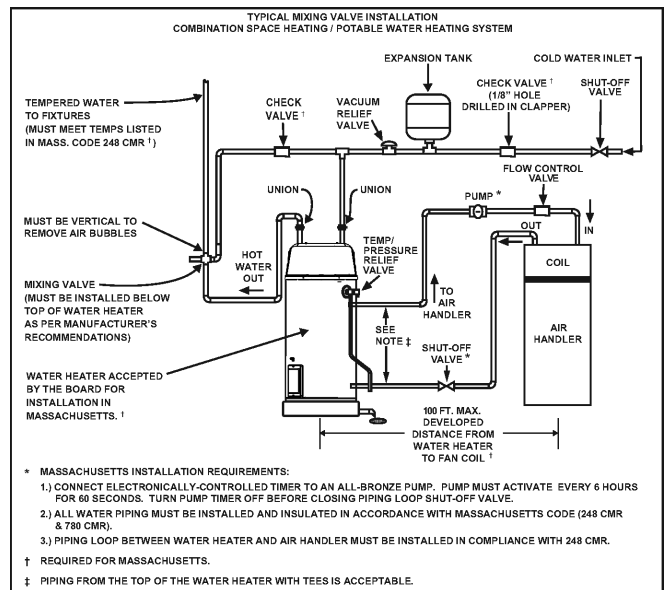 TYPICAL MIXING VALVE INSTALLATION
COMBINATION SPACE HEATING / POTABLE WATER HEATING SYSTEM
EXPANSION TANK
COLD WATER INLET
TEMPERED WATER
TO FIXTURES
(MUST MEET TEMPS LISTED
IN MASS. CODE 248 CMR †)
CHECK
VALVE †
VACUUM
RELIEF
VALVE
CHECK VALVE †
(1/8" HOLE
DRILLED IN CLAPPER)
SHUT-OFF
VALVE
FLOW CONTROL
VALVE
UNION
UNION
PUMP *
MUST BE VERTICAL TO
REMOVE AIR BUBBLES
HOT
WATER
OUT
TEMP/
PRESSURE
RELIEF
VALVE
OUT
IN
COIL
MIXING VALVE
(MUST BE INSTALLED BELOW
TOP OF WATER HEATER
AS PER MANUFACTURER'S
RECOMMENDATIONS)
TO
AIR
HANDLER
AIR
HANDLER
SEE
NOTE ‡
SHUT-OFF
VALVE *
WATER HEATER ACCEPTED
BY THE BOARD FOR
INSTALLATION IN
MASSACHUSETTS. †
100 FT. MAX.
DEVELOPED
DISTANCE FROM
WATER HEATER
TO FAN COIL †
* MASSACHUSETTS INSTALLATION REQUIREMENTS:
1.) CONNECT ELECTRONICALLY-CONTROLLED TIMER TO AN ALL-BRONZE PUMP. PUMP MUST ACTIVATE EVERY 6 HOURS
FOR 60 SECONDS. TURN PUMP TIMER OFF BEFORE CLOSING PIPING LOOP SHUT-OFF VALVE.
2.) ALL WATER PIPING MUST BE INSTALLED AND INSULATED IN ACCORDANCE WITH MASSACHUSETTS CODE (248 CMR
& 780 CMR).
3.) PIPING LOOP BETWEEN WATER HEATER AND AIR HANDLER MUST BE INSTALLED IN COMPLIANCE WITH 248 CMR.
† REQUIRED FOR MASSACHUSETTS.
‡ PIPING FROM THE TOP OF THE WATER HEATER WITH TEES IS ACCEPTABLE.